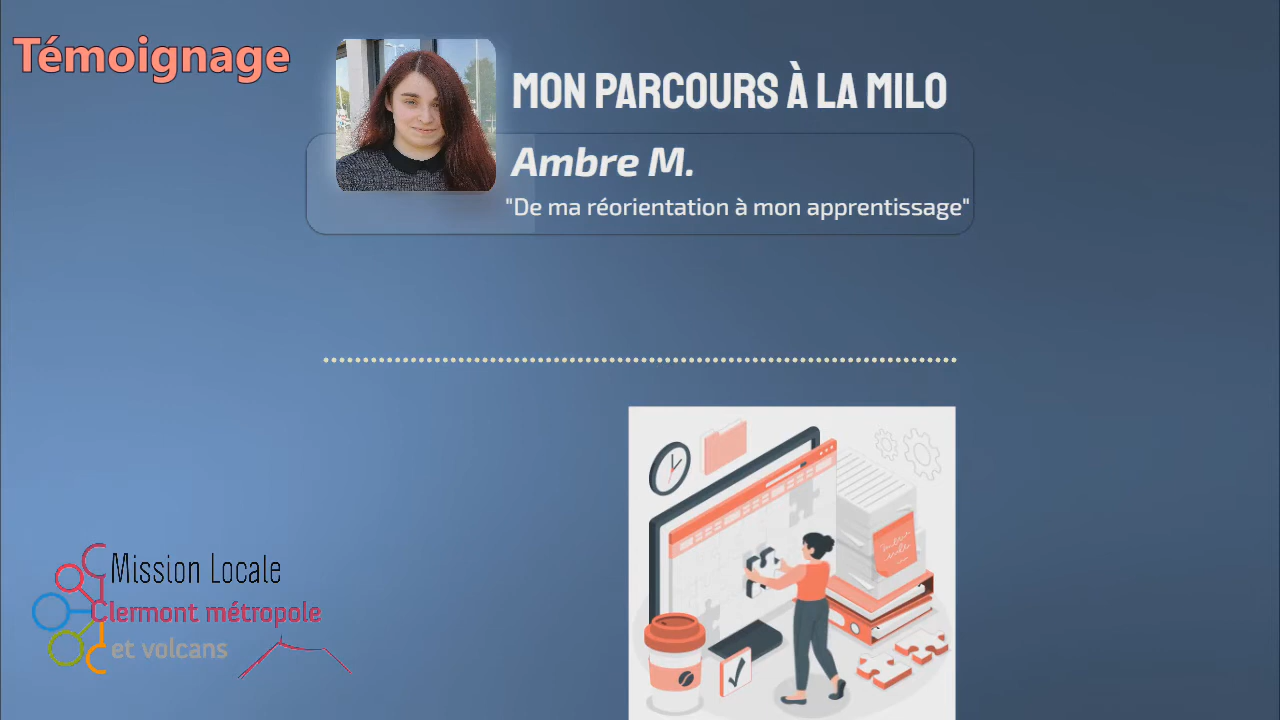 Témoignage
MON PARCOURS À LA MILO
Ambre M.
"De ma réorientation à mon apprentissage"
Mission Locale
Clermont métropole
et volcans